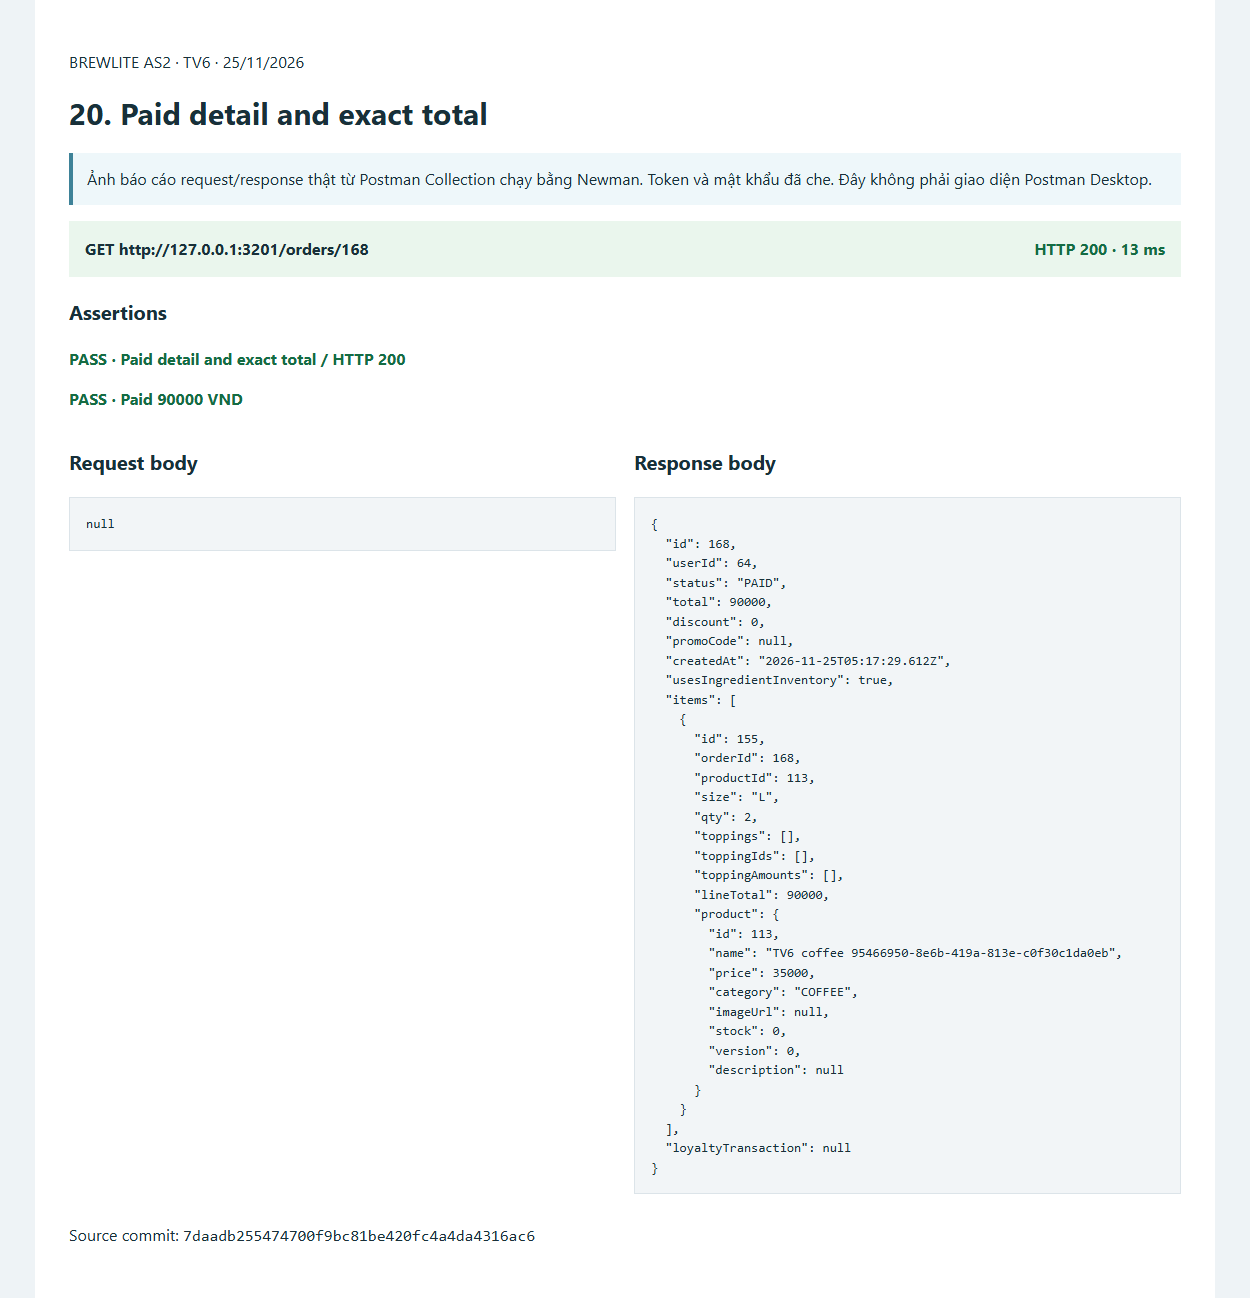 BREWLITE AS2 · TV6 · 25/11/2026
20. Paid detail and exact total
Ảnh báo cáo request/response thật từ Postman Collection chạy bằng Newman. Token và mật khẩu đã che. Đây không phải giao diện Postman Desktop.
GET http://127.0.0.1:3201/orders/168
HTTP 200 · 13 ms
Assertions
PASS · Paid detail and exact total / HTTP 200
PASS · Paid 90000 VND
Request body
null
Response body
{
  "id": 168,
  "userId": 64,
  "status": "PAID",
  "total": 90000,
  "discount": 0,
  "promoCode": null,
  "createdAt": "2026-11-25T05:17:29.612Z",
  "usesIngredientInventory": true,
  "items": [
    {
      "id": 155,
      "orderId": 168,
      "productId": 113,
      "size": "L",
      "qty": 2,
      "toppings": [],
      "toppingIds": [],
      "toppingAmounts": [],
      "lineTotal": 90000,
      "product": {
        "id": 113,
        "name": "TV6 coffee 95466950-8e6b-419a-813e-c0f30c1da0eb",
        "price": 35000,
        "category": "COFFEE",
        "imageUrl": null,
        "stock": 0,
        "version": 0,
        "description": null
      }
    }
  ],
  "loyaltyTransaction": null
}
Source commit: 7daadb255474700f9bc81be420fc4a4da4316ac6